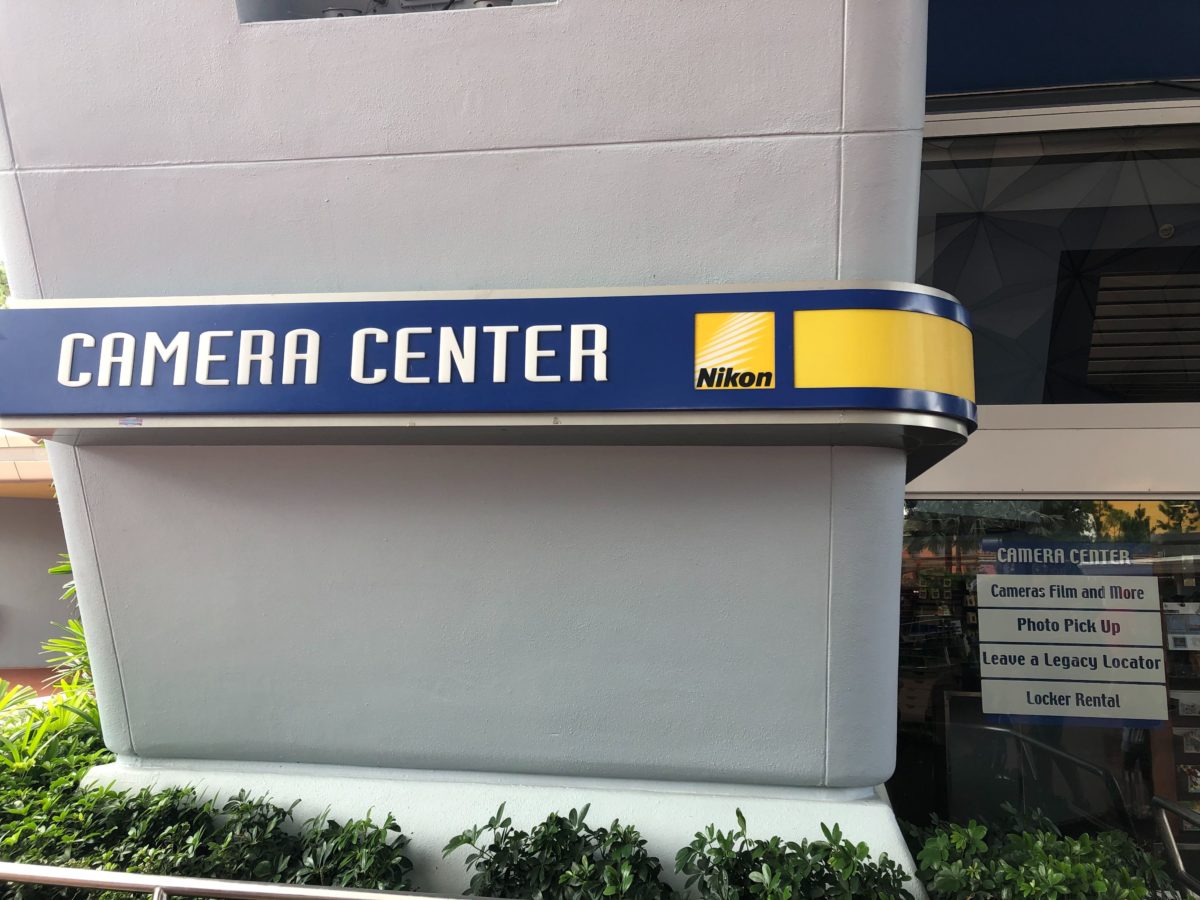 CAMERA CENTER
Nikon
CAMERA CENTER
Cameras Film and More
Photo Pick Up
Leave a Legacy Locator
Locker Rental